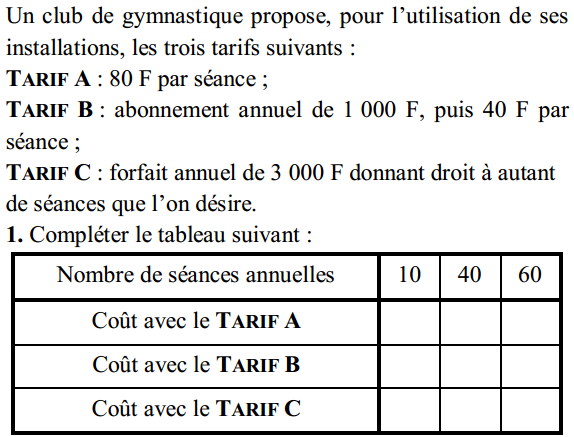 Un club de gymnastique propose, pour l’utilisation de ses
installations, les trois tarifs suivants :
TARIF A : 80 F par séance ;
TARIF B : abonnement annuel de 1 000 F, puis 40 F par
séance ;
TARIF C : forfait annuel de 3 000 F donnant droit à autant
de séances que l’on désire.
1. Compléter le tableau suivant :
Nombre de séances annuelles 10 40 60
Coût avec le TARIF A
Coût avec le TARIF B
Coût avec le TARIF C